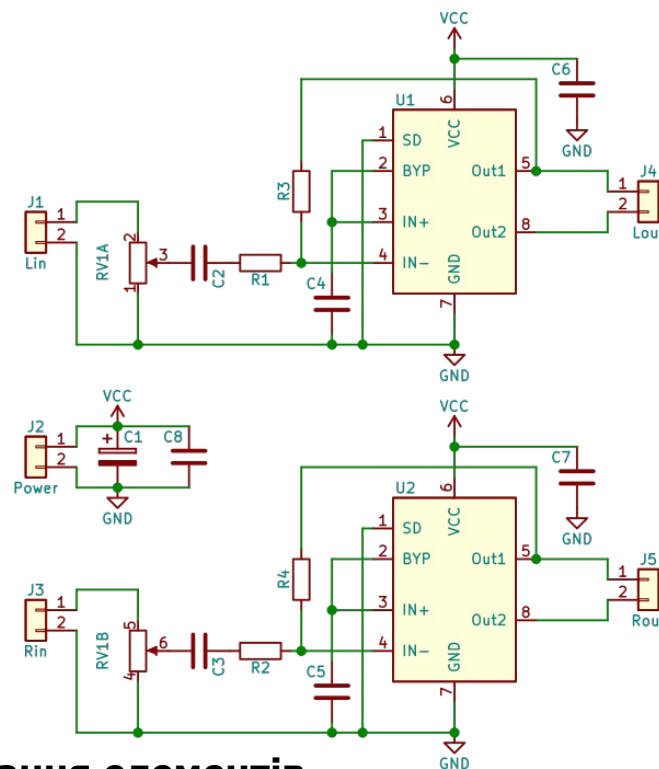 VCC
C6
GND
U1
6
VCC
1 SD
2 BYP
3 IN+
4 IN-
Out1 5
Out2 8
GND
7
GND
J4
1
2
Lou
R3
J1
1
2
Lin
RV1A
2
3
1
C2
R1
C4
VCC
J2
1
2
Power
+
C1
C8
GND
VCC
C7
GND
U2
6
VCC
1 SD
2 BYP
3 IN+
4 IN-
Out1 5
Out2 8
GND
7
GND
J5
1
2
Rou
R4
J3
1
2
Rin
RV1B
5
6
4
C3
R2
C5